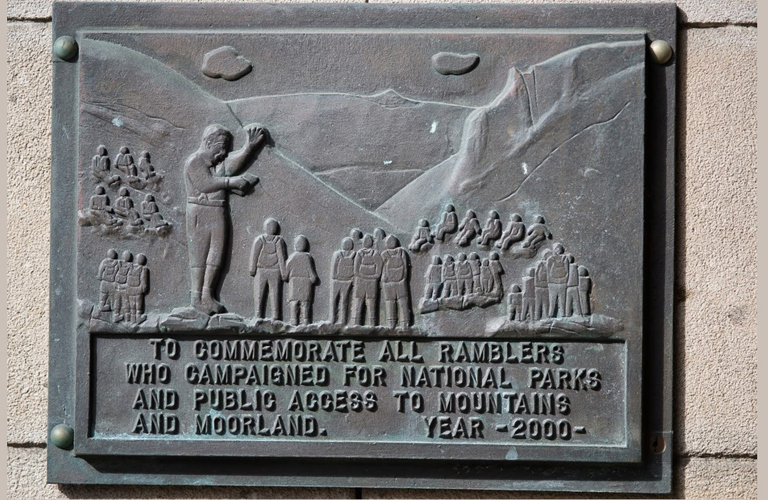 TO COMMEMORATE ALL RAMBLERS
WHO CAMPAIGNED FOR NATIONAL PARKS
AND PUBLIC ACCESS TO MOUNTAINS
AND MOORLAND. YEAR -2000-